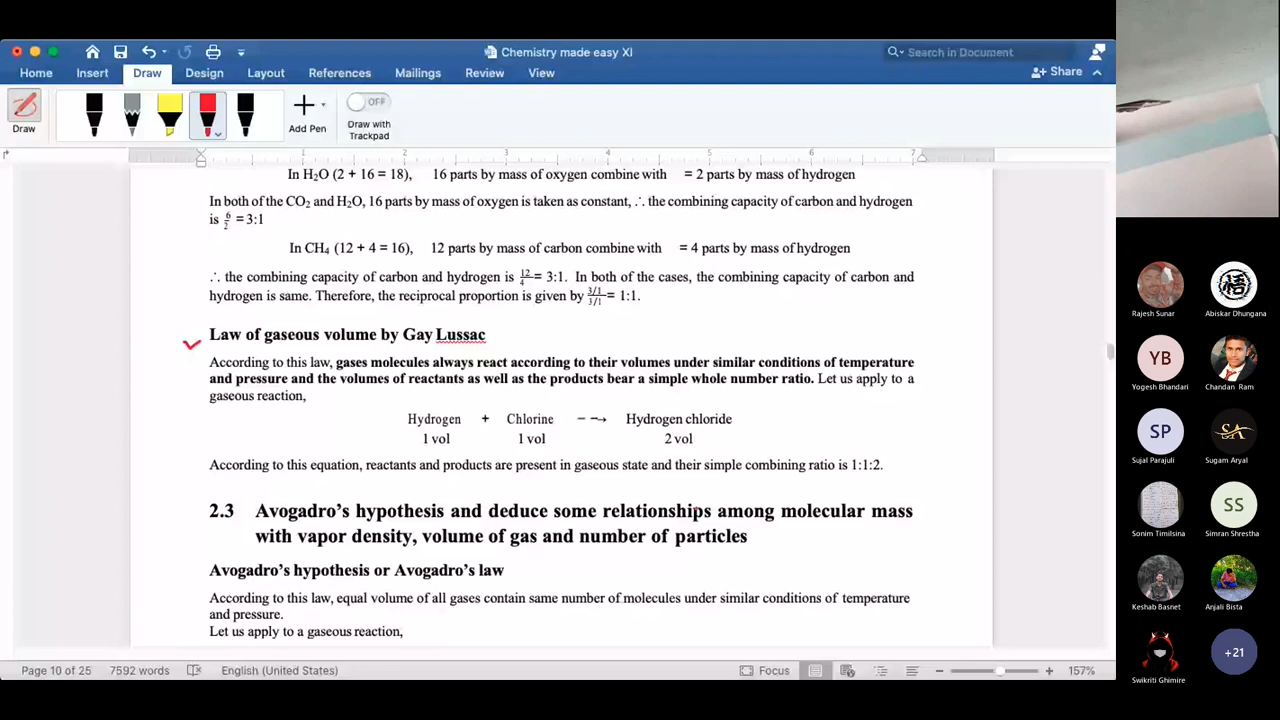 Chemistry made easy XI
Search in Document
Home Insert Draw Design Layout References Mailings Review View
Share
Draw
Add Pen
OFF
Draw with
Trackpad
1 2 3 4 5 6 7
In H₂O (2 + 16 = 18), 16 parts by mass of oxygen combine with = 2 parts by mass of hydrogen
In both of the CO₂ and H₂O, 16 parts by mass of oxygen is taken as constant, ∴ the combining capacity of carbon and hydrogen
is 6/2 = 3:1
In CH₄ (12 + 4 = 16), 12 parts by mass of carbon combine with = 4 parts by mass of hydrogen
∴ the combining capacity of carbon and hydrogen is 12/4 = 3:1. In both of the cases, the combining capacity of carbon and
hydrogen is same. Therefore, the reciprocal proportion is given by 3/1/3/1 = 1:1.
Law of gaseous volume by Gay Lussac
According to this law, gases molecules always react according to their volumes under similar conditions of temperature
and pressure and the volumes of reactants as well as the products bear a simple whole number ratio. Let us apply to a
gaseous reaction,
Hydrogen + Chlorine − −→ Hydrogen chloride
1 vol 1 vol 2 vol
According to this equation, reactants and products are present in gaseous state and their simple combining ratio is 1:1:2.
2.3 Avogadro's hypothesis and deduce some relationships among molecular mass
with vapor density, volume of gas and number of particles
Avogadro's hypothesis or Avogadro's law
According to this law, equal volume of all gases contain same number of molecules under similar conditions of temperature
and pressure.
Let us apply to a gaseous reaction,
Page 10 of 25 7592 words English (United States) Focus 157%
Rajesh Sunar
悟
Abiskar Dhungana
YB
Yogesh Bhandari
Chandan Ram
SP
Sujal Parajuli
SA
Sugam Aryal
Sonim Timilsina
SS
Simran Shrestha
Keshab Basnet
Anjali Bista
Swikriti Ghimire
+21